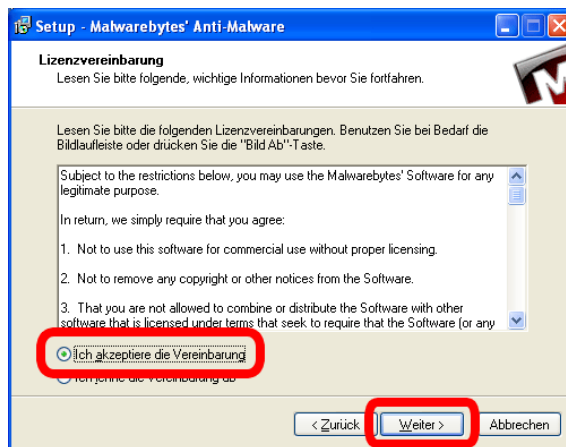 Setup - Malwarebytes' Anti-Malware
Lizenzvereinbarung
Lesen Sie bitte folgende, wichtige Informationen bevor Sie fortfahren.
Lesen Sie bitte die folgenden Lizenzvereinbarungen. Benutzen Sie bei Bedarf die
Bildlaufleiste oder drücken Sie die "Bild Ab"-Taste.
Subject to the restrictions below, you may use the Malwarebytes' Software for any
legitimate purpose.
In return, we simply require that you agree:
1. Not to use this software for commercial use without proper licensing.
2. Not to remove any copyright or other notices from the Software.
3. That you are not allowed to combine or distribute the Software with other
software that is licensed under terms that seek to require that the Software (or any
Ich akzeptiere die Vereinbarung
Ich lehne die Vereinbarung ab
< Zurück
Weiter >
Abbrechen